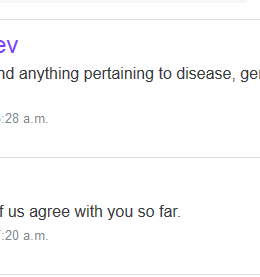 ev
nd anything pertaining to disease, ger
:28 a.m.
f us agree with you so far.
:20 a.m.